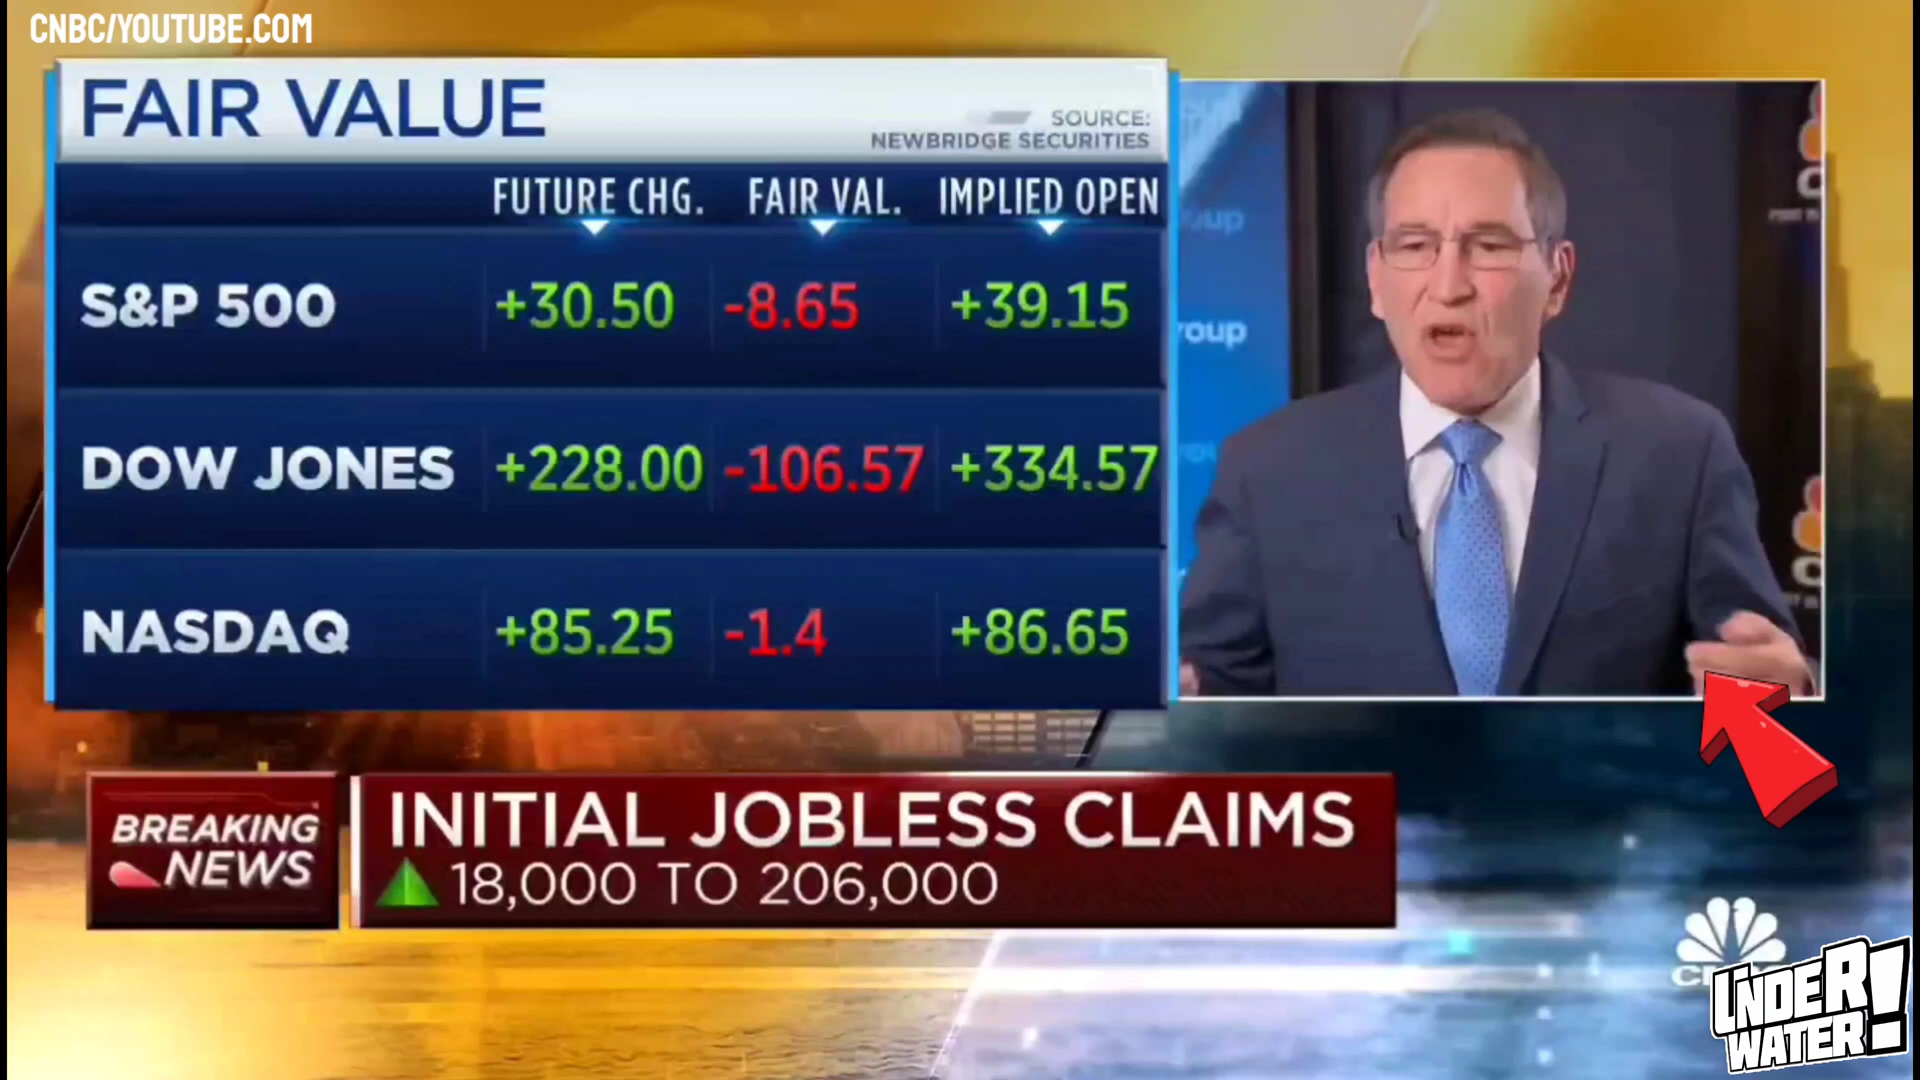 CNBC/YOUTUBE.COM
FAIR VALUE
SOURCE:
NEWBRIDGE SECURITIES
FUTURE CHG. FAIR VAL. IMPLIED OPEN
S&P 500 +30.50 -8.65 +39.15
DOW JONES +228.00 -106.57 +334.57
NASDAQ +85.25 -1.4 +86.65
roup
BREAKING
NEWS
INITIAL JOBLESS CLAIMS
18,000 TO 206,000
UNDER
WATER!